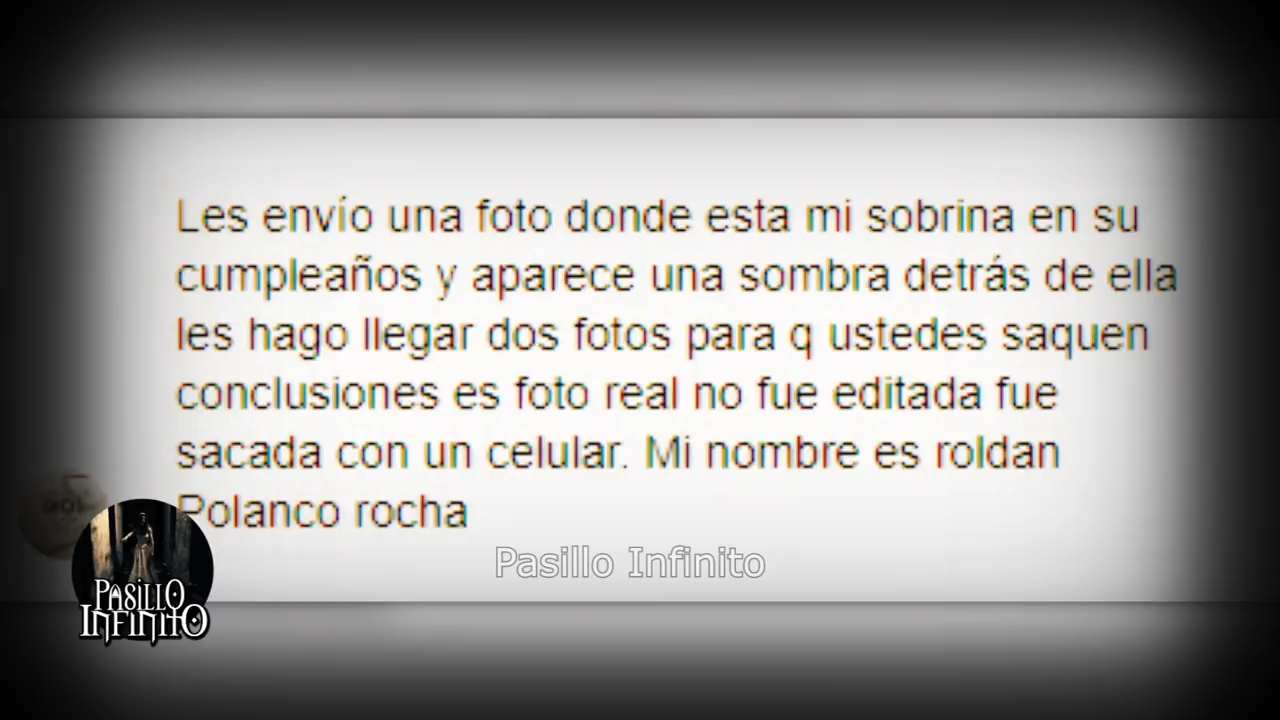 Les envío una foto donde esta mi sobrina en su
cumpleaños y aparece una sombra detrás de ella
les hago llegar dos fotos para q ustedes saquen
conclusiones es foto real no fue editada fue
sacada con un celular. Mi nombre es roldan
Polanco rocha
Pasillo Infinito
PASILLO
INFINITO